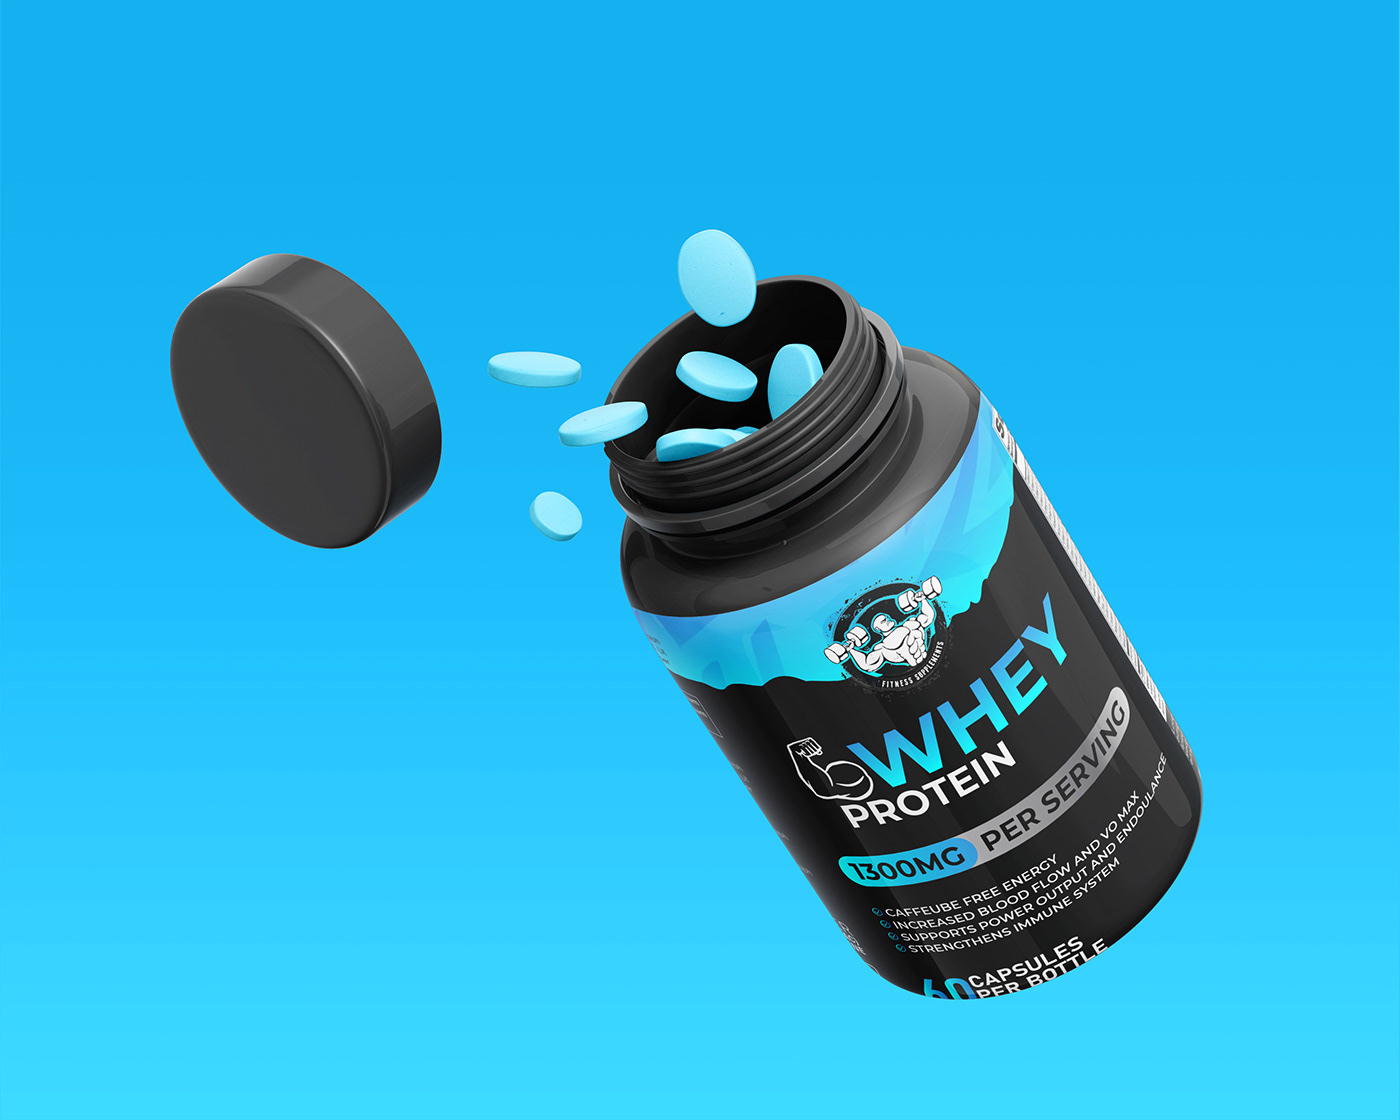 FITNESS SUPPLEMENTS
WHEY
PROTEIN
1300MG PER SERVING
CAFFEUBE FREE ENERGY
INCREASED BLOOD FLOW AND VO MAX
SUPPORTS POWER OUTPUT AND ENDOULANCE
STRENGTHENS IMMUNE SYSTEM
60 CAPSULES
PER BOTTLE